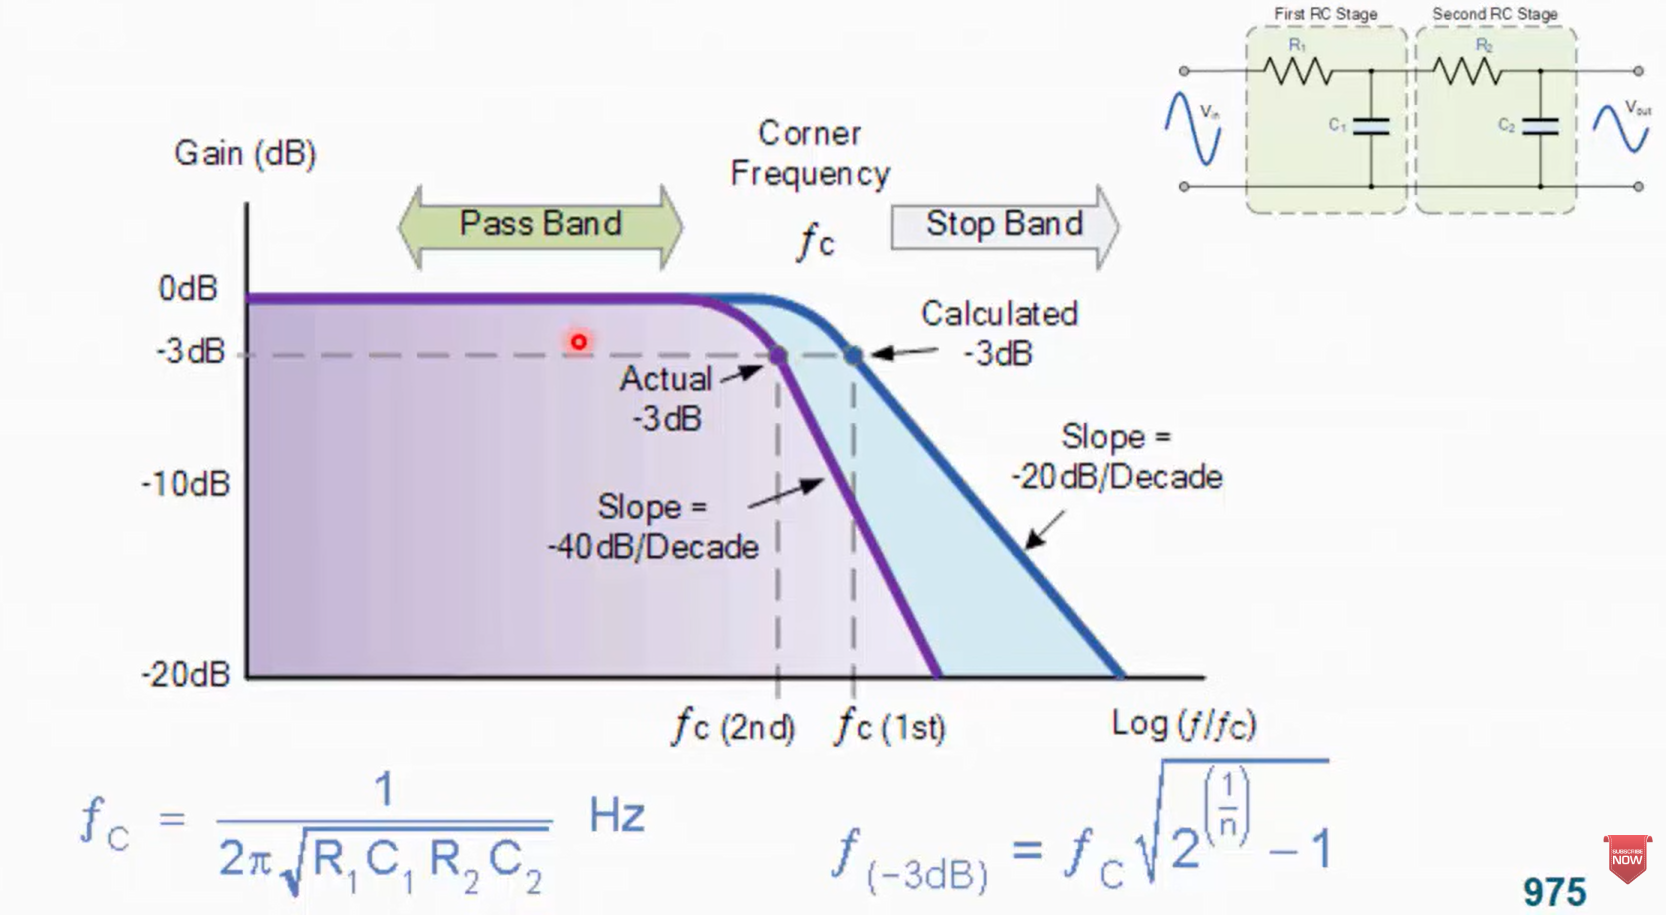 First RC Stage
Second RC Stage
R₁
R₂
Vin
C₁
C₂
Vout
Gain (dB)
Corner
Frequency
fc
Pass Band
Stop Band
0dB
-3dB
-10dB
-20dB
Calculated
-3dB
Actual
-3dB
Slope =
-20dB/Decade
Slope =
-40dB/Decade
fc (2nd)
fc (1st)
Log (f/fc)
fC = 1 / 2π√R₁C₁R₂C₂ Hz
f(−3dB) = fC √2^(1/n) − 1
SUBSCRIBE
NOW
975